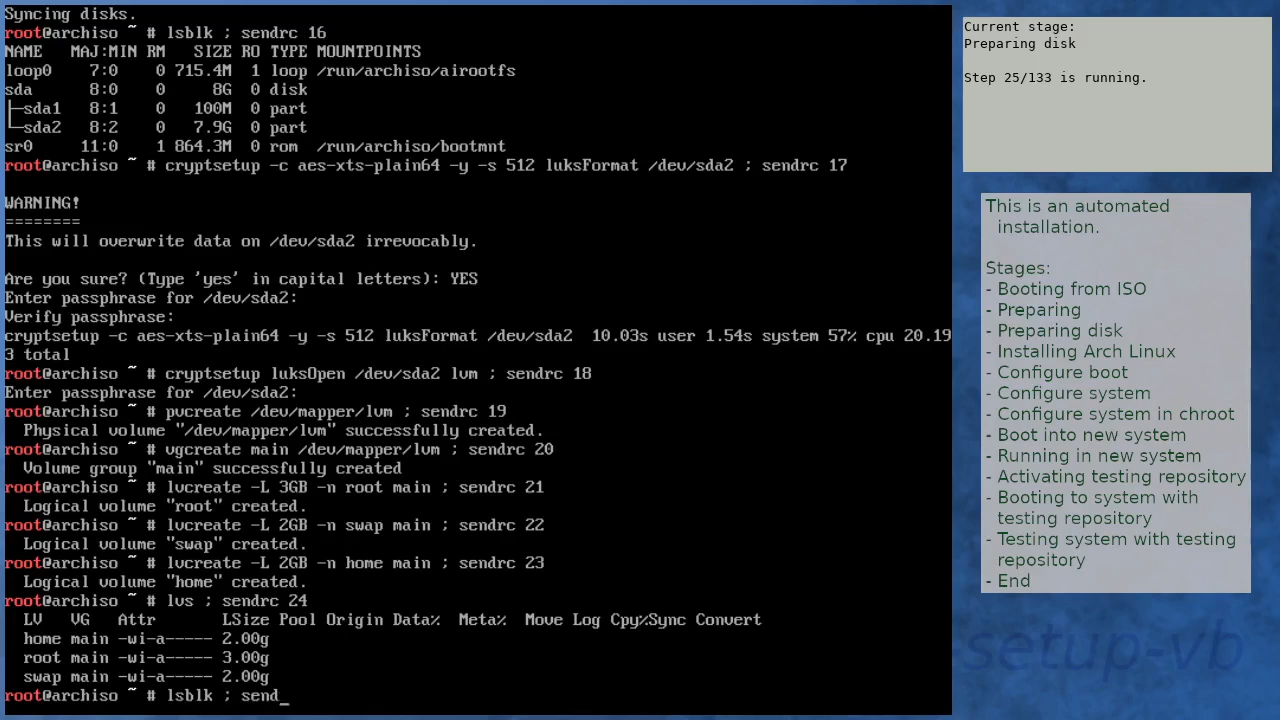 Syncing disks.
root@archiso ~ # lsblk ; sendrc 16
NAME   MAJ:MIN RM   SIZE RO TYPE MOUNTPOINTS
loop0    7:0    0 715.4M  1 loop /run/archiso/airootfs
sda      8:0    0     8G  0 disk
├─sda1   8:1    0   100M  0 part
└─sda2   8:2    0   7.9G  0 part
sr0     11:0    1 864.3M  0 rom  /run/archiso/bootmnt
root@archiso ~ # cryptsetup -c aes-xts-plain64 -y -s 512 luksFormat /dev/sda2 ; sendrc 17

WARNING!
========
This will overwrite data on /dev/sda2 irrevocably.

Are you sure? (Type 'yes' in capital letters): YES
Enter passphrase for /dev/sda2:
Verify passphrase:
cryptsetup -c aes-xts-plain64 -y -s 512 luksFormat /dev/sda2  10.03s user 1.54s system 57% cpu 20.19
3 total
root@archiso ~ # cryptsetup luksOpen /dev/sda2 lvm ; sendrc 18
Enter passphrase for /dev/sda2:
root@archiso ~ # pvcreate /dev/mapper/lvm ; sendrc 19
  Physical volume "/dev/mapper/lvm" successfully created.
root@archiso ~ # vgcreate main /dev/mapper/lvm ; sendrc 20
  Volume group "main" successfully created
root@archiso ~ # lvcreate -L 3GB -n root main ; sendrc 21
  Logical volume "root" created.
root@archiso ~ # lvcreate -L 2GB -n swap main ; sendrc 22
  Logical volume "swap" created.
root@archiso ~ # lvcreate -L 2GB -n home main ; sendrc 23
  Logical volume "home" created.
root@archiso ~ # lvs ; sendrc 24
  LV   VG   Attr       LSize Pool Origin Data%  Meta%  Move Log Cpy%Sync Convert
  home main -wi-a----- 2.00g
  root main -wi-a----- 3.00g
  swap main -wi-a----- 2.00g
root@archiso ~ # lsblk ; send_
Current stage:
Preparing disk

Step 25/133 is running.
This is an automated
installation.

Stages:
- Booting from ISO
- Preparing
- Preparing disk
- Installing Arch Linux
- Configure boot
- Configure system
- Configure system in chroot
- Boot into new system
- Running in new system
- Activating testing repository
- Booting to system with
testing repository
- Testing system with testing
repository
- End
setup-vb